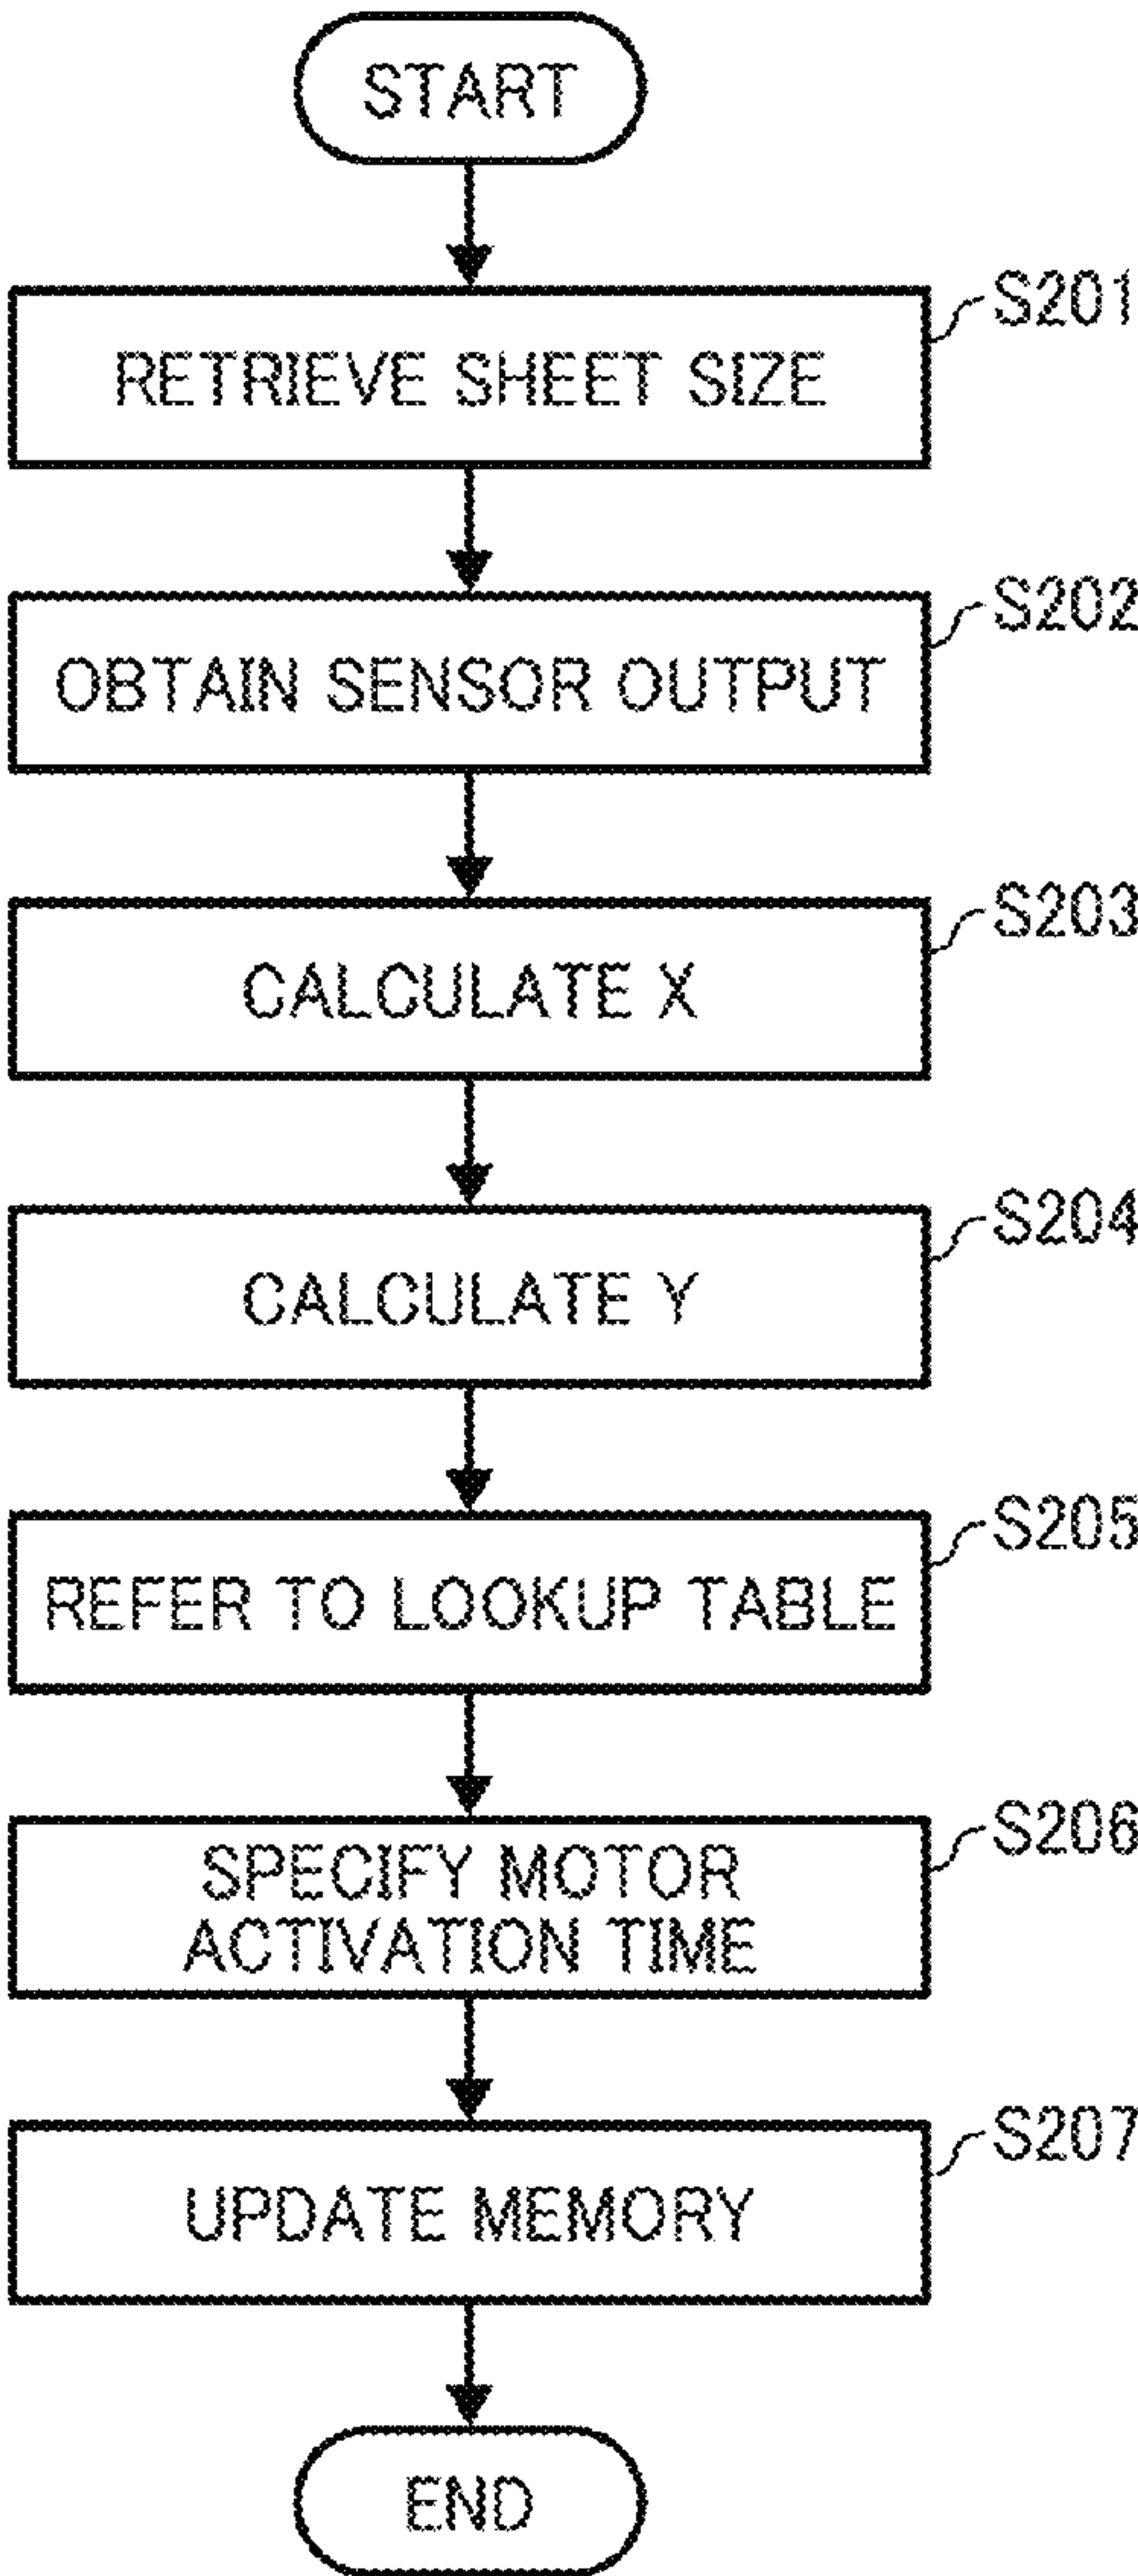 START
S201
RETRIEVE SHEET SIZE
S202
OBTAIN SENSOR OUTPUT
S203
CALCULATE X
S204
CALCULATE Y
S205
REFER TO LOOKUP TABLE
S206
SPECIFY MOTOR
ACTIVATION TIME
S207
UPDATE MEMORY
END